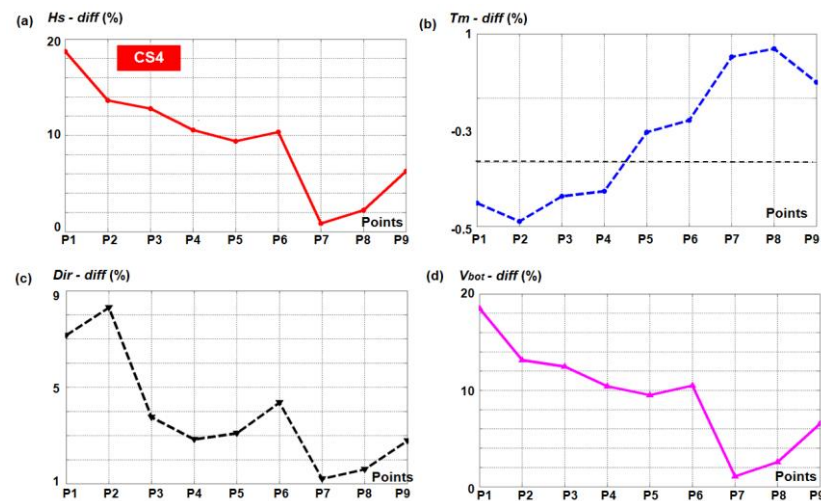 (a) Hs - diff (%)
20
CS4
10
0
Points
P1 P2 P3 P4 P5 P6 P7 P8 P9
(b) Tm - diff (%)
1
-0.3
-0.5
Points
P1 P2 P3 P4 P5 P6 P7 P8 P9
(c) Dir - diff (%)
9
5
1
Points
P1 P2 P3 P4 P5 P6 P7 P8 P9
(d) Vbot - diff (%)
20
10
0
Points
P1 P2 P3 P4 P5 P6 P7 P8 P9